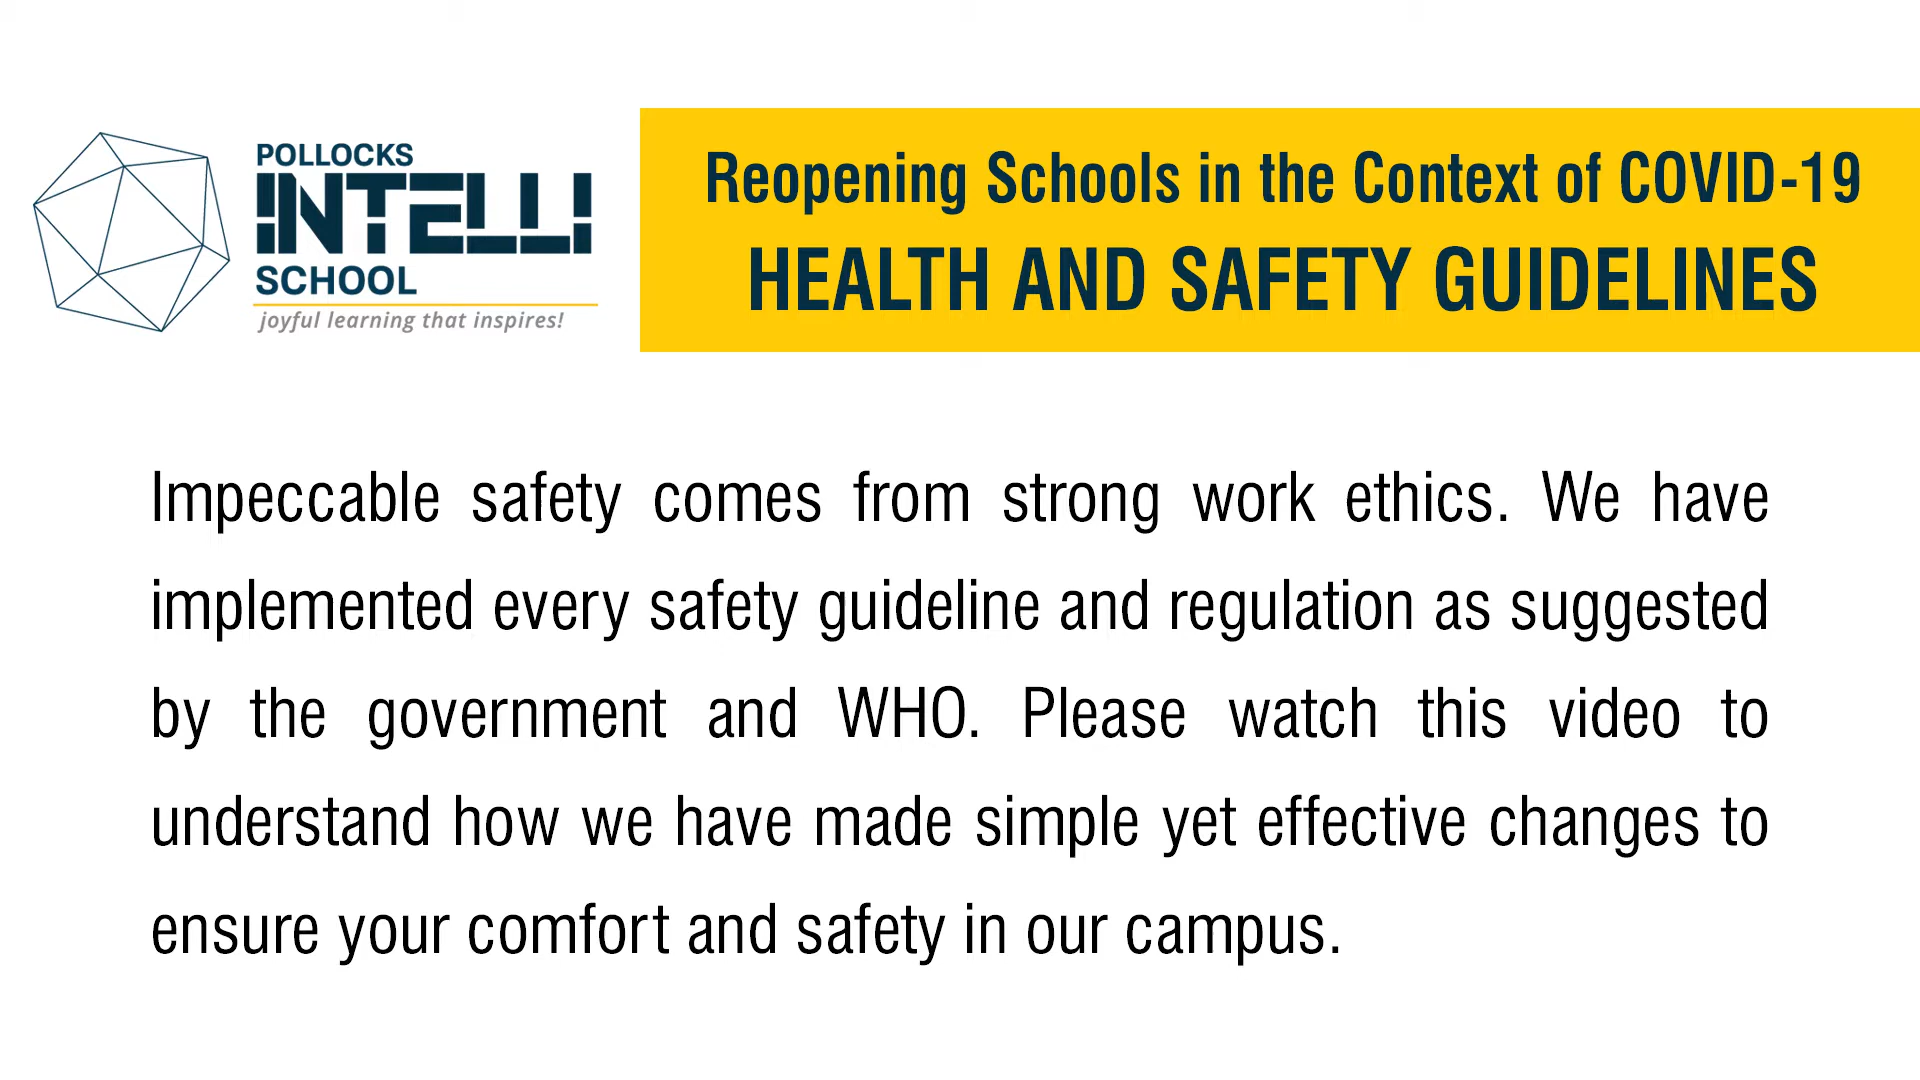 POLLOCKS
INTELLI
SCHOOL
joyful learning that inspires!
Reopening Schools in the Context of COVID-19
HEALTH AND SAFETY GUIDELINES
Impeccable safety comes from strong work ethics. We have
implemented every safety guideline and regulation as suggested
by the government and WHO. Please watch this video to
understand how we have made simple yet effective changes to
ensure your comfort and safety in our campus.